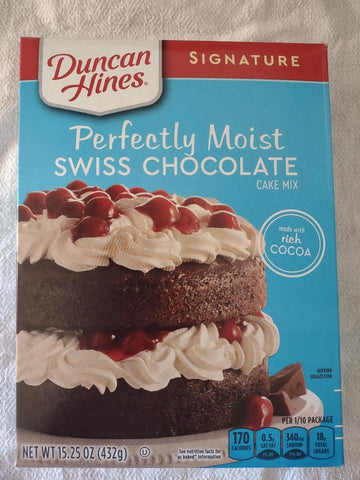 Duncan
Hines®
SIGNATURE
Perfectly Moist
SWISS CHOCOLATE
CAKE MIX
made with
rich
COCOA
SERVING
SUGGESTION
PER 1/10 PACKAGE
170
CALORIES
0.5g
SAT FAT
340mg
SODIUM
18g
TOTAL
SUGARS
NET WT 15.25 OZ (432g)
U
See nutrition facts for
"as baked" information